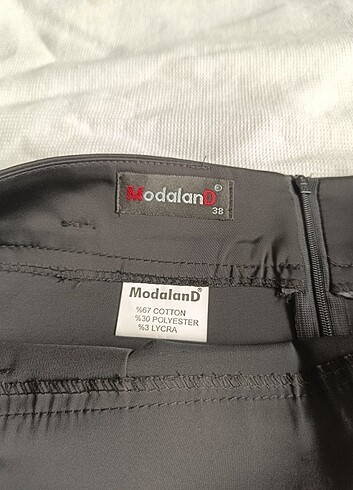 ModalanD®
38
ModalanD®
%67 COTTON
%30 POLYESTER
%3 LYCRA